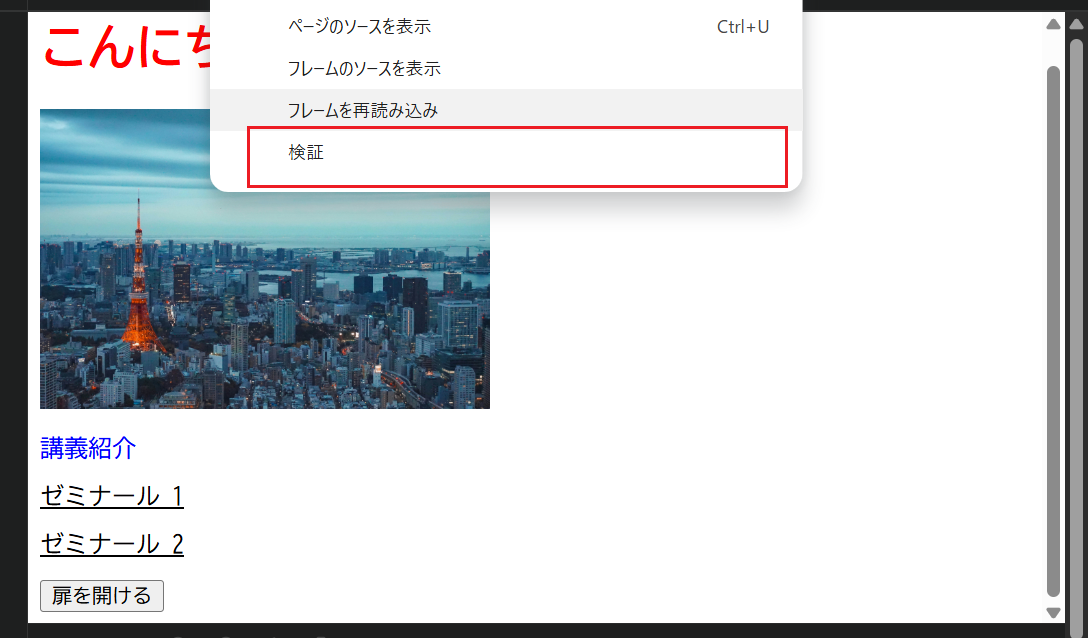 こんにち
ページのソースを表示 Ctrl+U
フレームのソースを表示
フレームを再読み込み
検証
講義紹介
ゼミナール 1
ゼミナール 2
扉を開ける